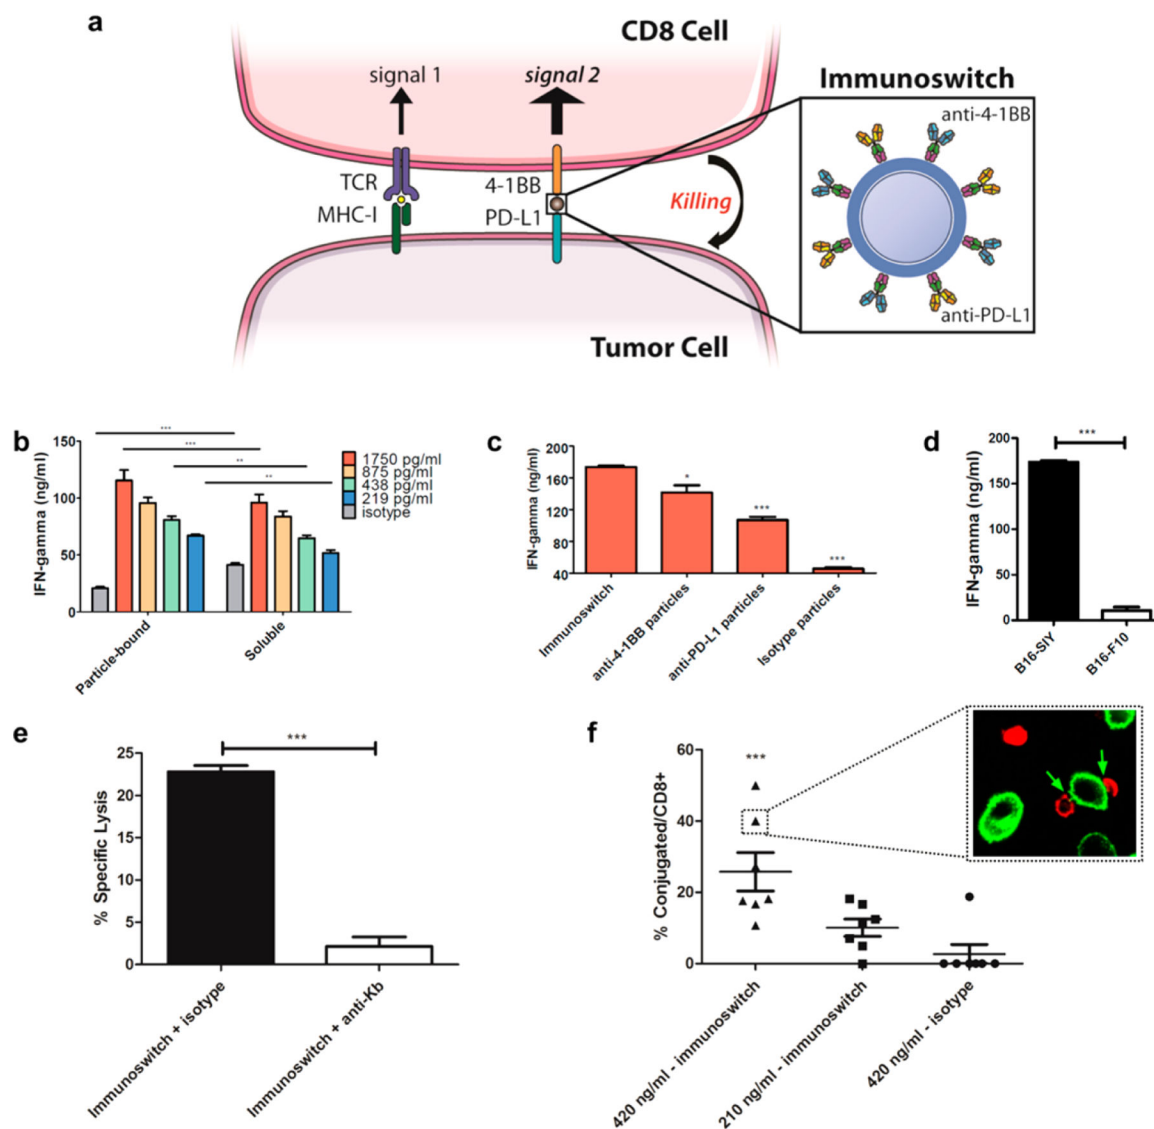 a
CD8 Cell
signal 1
signal 2
Immunoswitch
anti-4-1BB
TCR
4-1BB
MHC-I
PD-L1
Killing
anti-PD-L1
Tumor Cell
b
IFN-gamma (ng/ml)
150
100
50
0
***
***
**
**
1750 pg/ml
875 pg/ml
438 pg/ml
219 pg/ml
isotype
Particle-bound
Soluble
c
IFN-gamma (ng/ml)
200
160
120
80
40
*
***
***
Immunoswitch
anti-4-1BB particles
anti-PD-L1 particles
Isotype particles
d
IFN-gamma (ng/ml)
200
150
100
50
0
***
B16-SIY
B16-F10
e
% Specific Lysis
25
20
15
10
5
0
***
Immunoswitch + isotype
Immunoswitch + anti-Kb
f
% Conjugated/CD8+
60
40
20
0
***
420 ng/ml - immunoswitch
210 ng/ml - immunoswitch
420 ng/ml - isotype